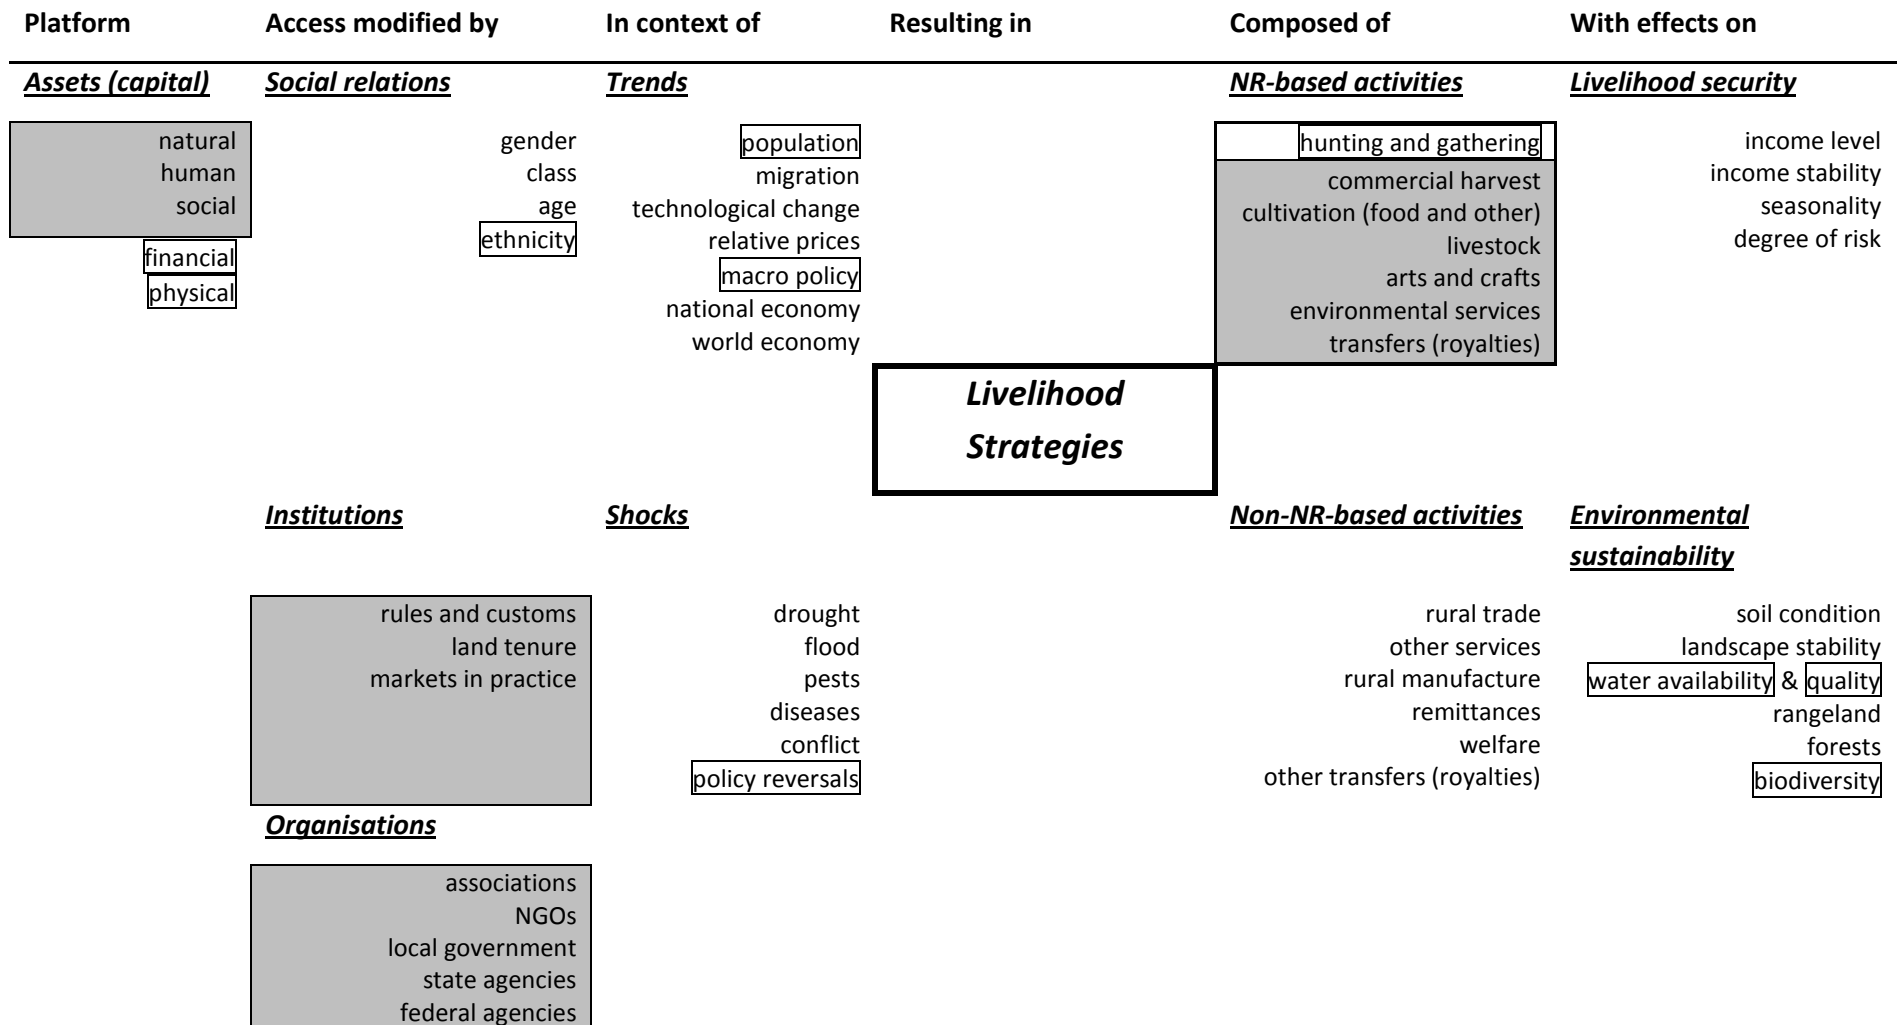 Platform Access modified by In context of Resulting in Composed of With effects on
Assets (capital) Social relations Trends NR-based activities Livelihood security
natural gender population hunting and gathering income level
human class migration commercial harvest income stability
social age technological change cultivation (food and other) seasonality
financial ethnicity relative prices livestock degree of risk
physical macro policy arts and crafts
national economy environmental services
world economy transfers (royalties)
Livelihood
Strategies
Institutions Shocks Non-NR-based activities Environmental
sustainability
rules and customs drought rural trade soil condition
land tenure flood other services landscape stability
markets in practice pests rural manufacture water availability & quality
diseases remittances rangeland
conflict welfare forests
policy reversals other transfers (royalties) biodiversity
Organisations
associations
NGOs
local government
state agencies
federal agencies